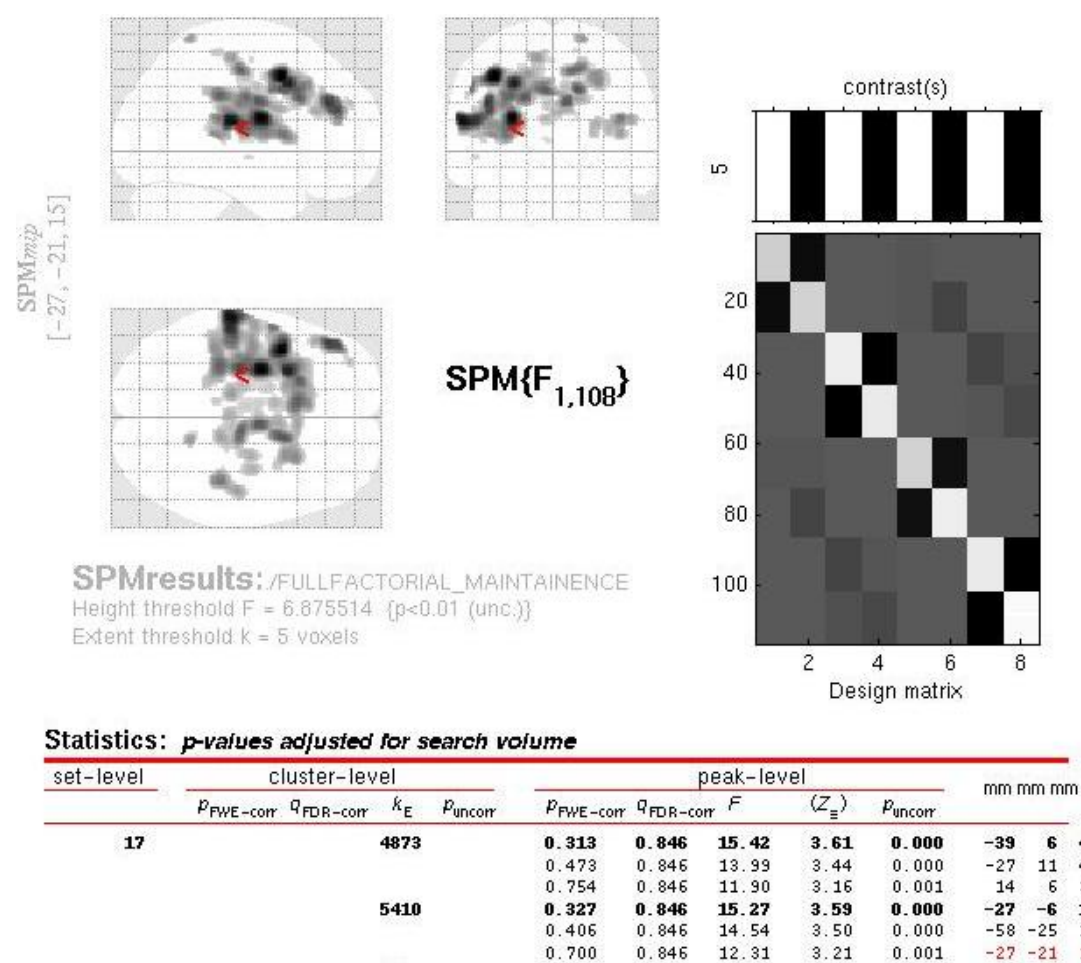 contrast(s)
5
SPMmip
[-27, -21, 15]
SPM{F1,108}
20
40
60
80
100
2 4 6 8
Design matrix
SPMresults: ./FULLFACTORIAL_MAINTAINENCE
Height threshold F = 6.875514 {p<0.01 (unc.)}
Extent threshold k = 5 voxels
Statistics: p-values adjusted for search volume
set-level cluster-level peak-level mm mm mm
pFWE-corr qFDR-corr kE puncorr pFWE-corr qFDR-corr F (Z≡) puncorr
17 4873 0.313 0.846 15.42 3.61 0.000 -39 6
0.473 0.846 13.99 3.44 0.000 -27 11
0.754 0.846 11.90 3.16 0.001 14 6
5410 0.327 0.846 15.27 3.59 0.000 -27 -6
0.406 0.846 14.54 3.50 0.000 -58 -25
0.700 0.846 12.31 3.21 0.001 -27 -21